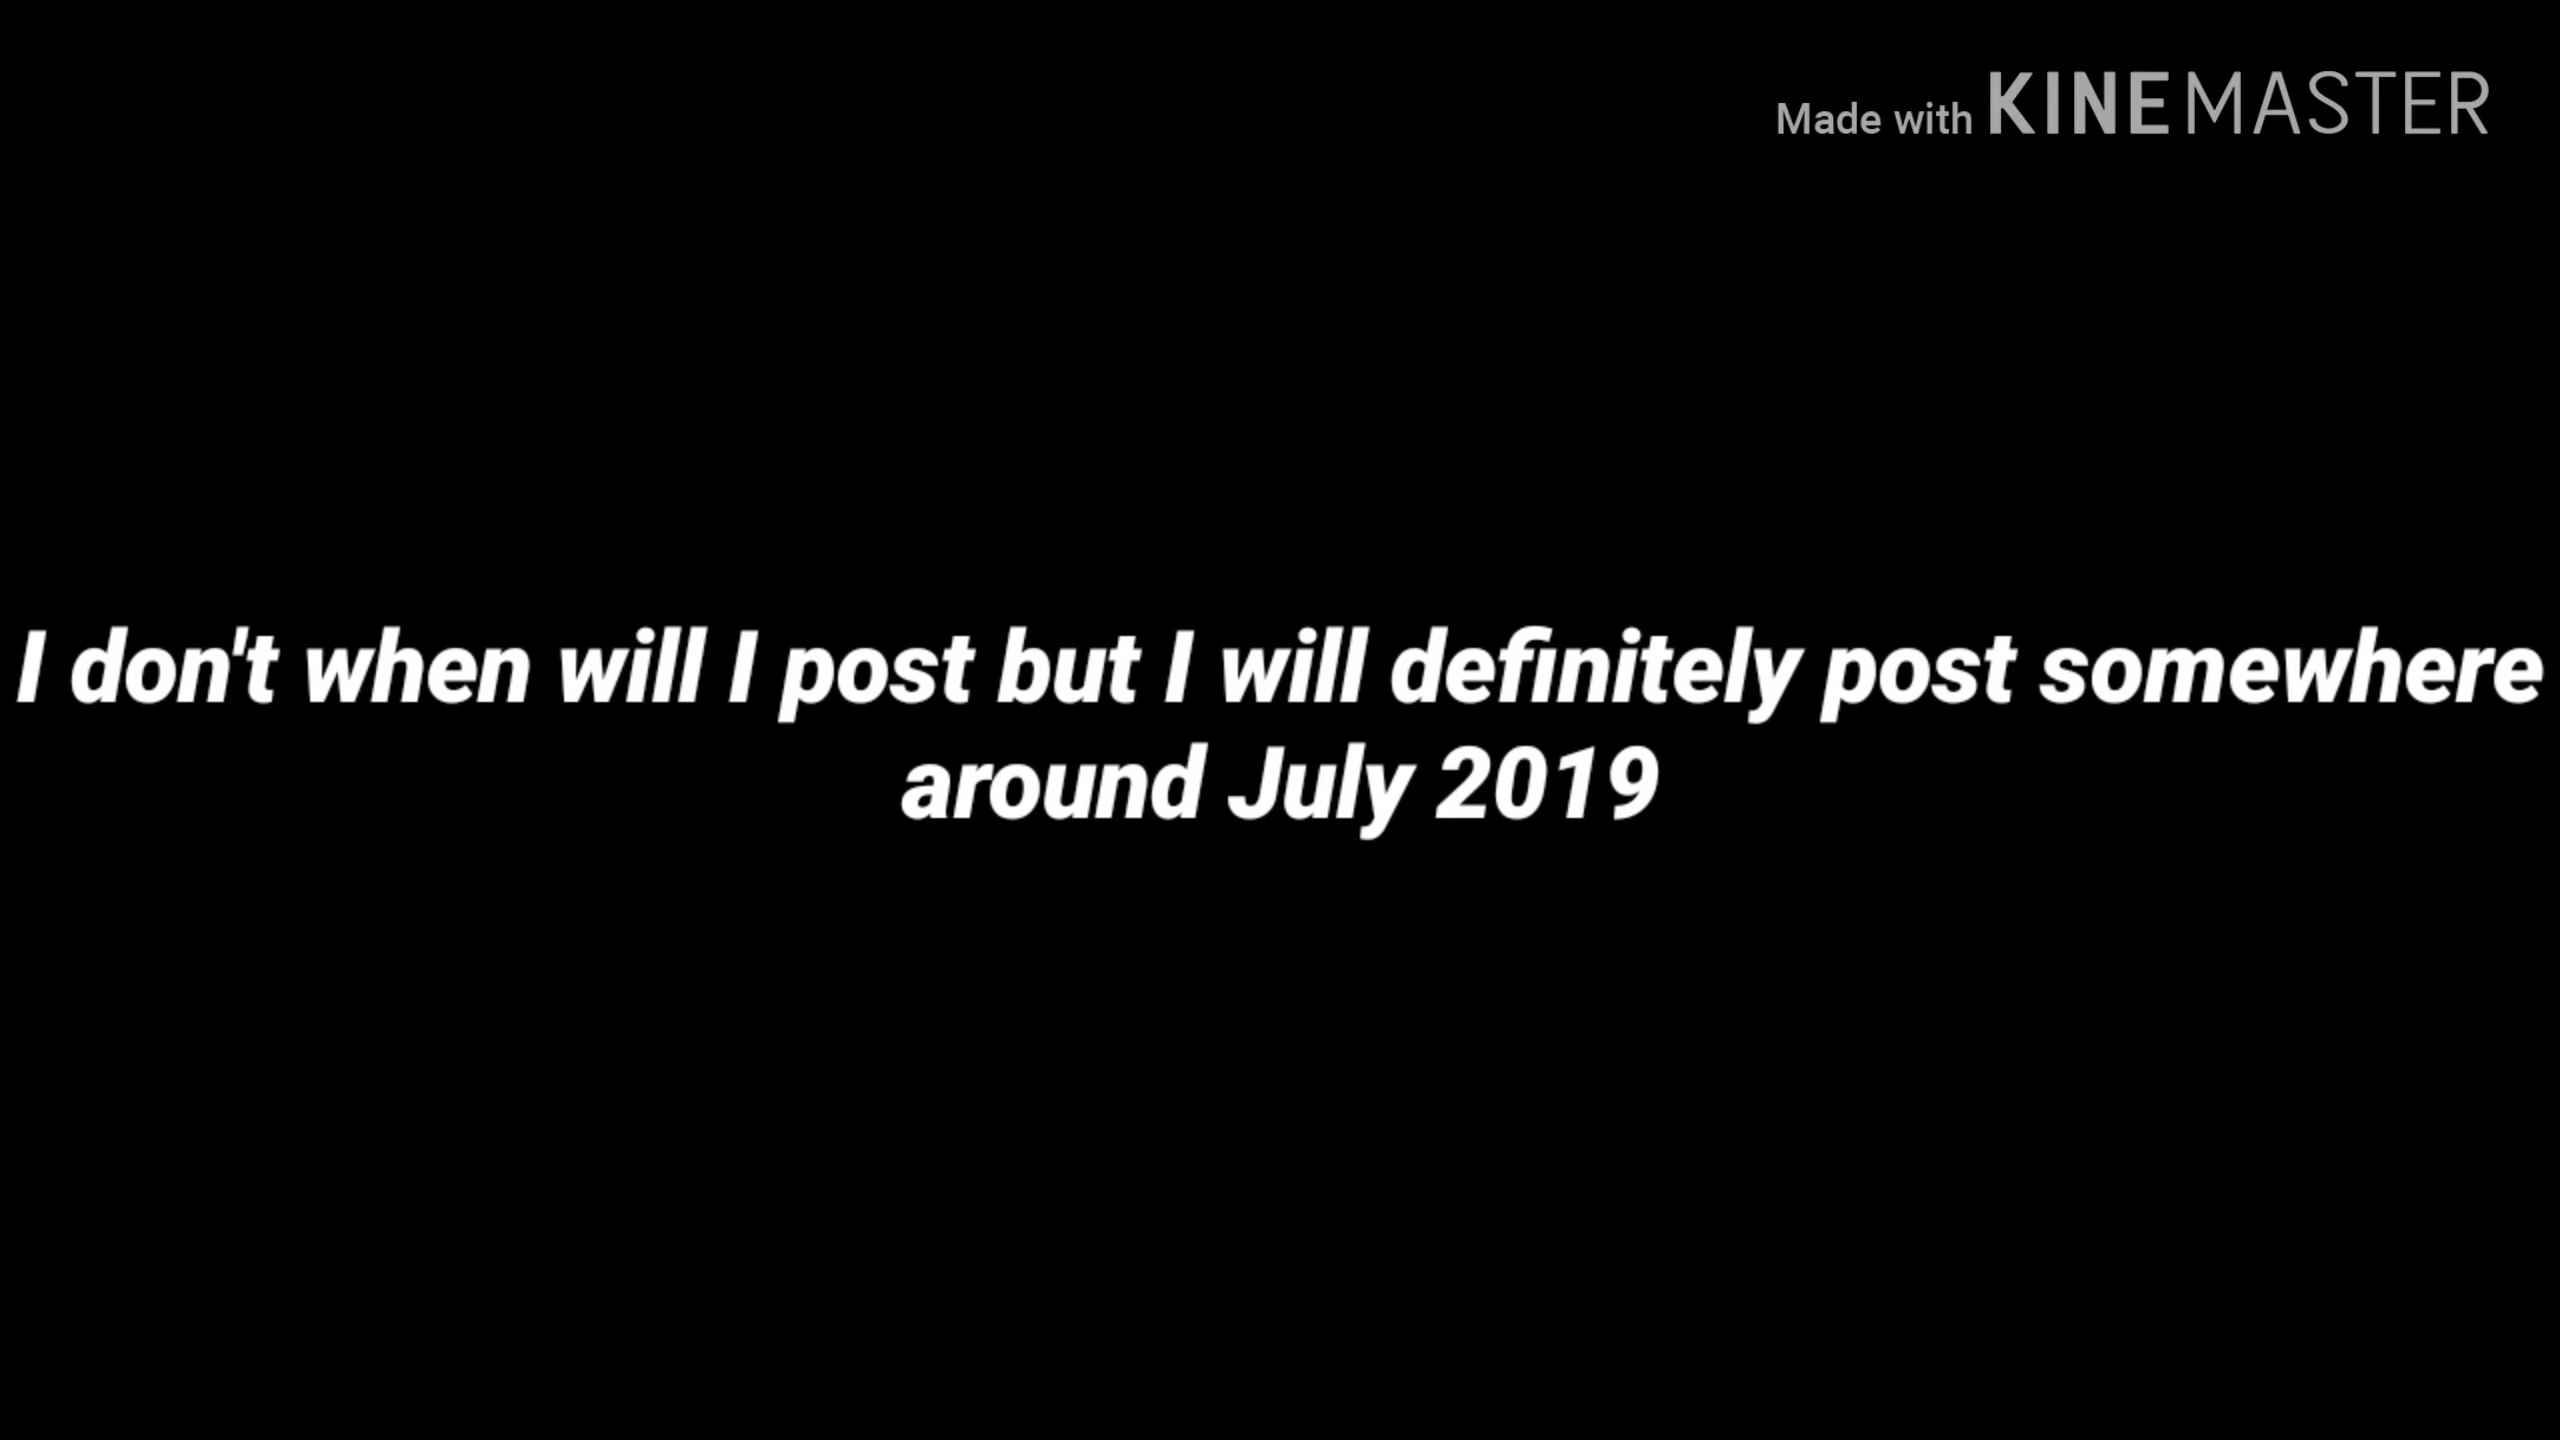 Made with KINEMASTER
I don't when will I post but I will definitely post somewhere
around July 2019